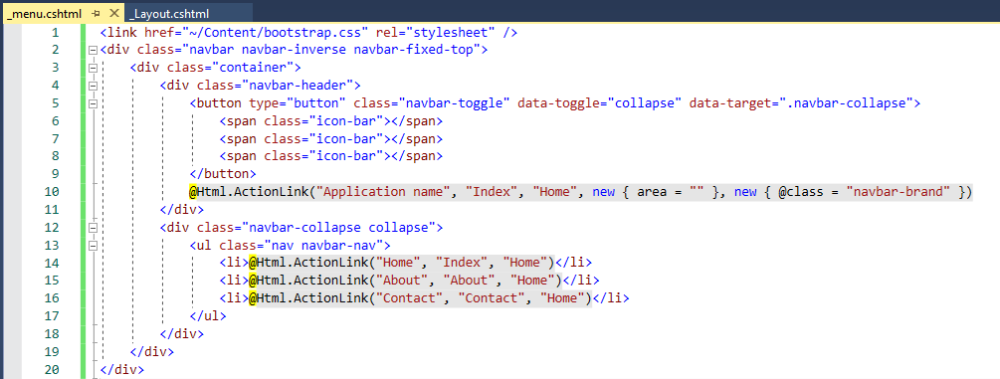 _menu.cshtml _Layout.cshtml
1 <link href="~/Content/bootstrap.css" rel="stylesheet" />
2 <div class="navbar navbar-inverse navbar-fixed-top">
3 <div class="container">
4 <div class="navbar-header">
5 <button type="button" class="navbar-toggle" data-toggle="collapse" data-target=".navbar-collapse">
6 <span class="icon-bar"></span>
7 <span class="icon-bar"></span>
8 <span class="icon-bar"></span>
9 </button>
10 @Html.ActionLink("Application name", "Index", "Home", new { area = "" }, new { @class = "navbar-brand" })
11 </div>
12 <div class="navbar-collapse collapse">
13 <ul class="nav navbar-nav">
14 <li>@Html.ActionLink("Home", "Index", "Home")</li>
15 <li>@Html.ActionLink("About", "About", "Home")</li>
16 <li>@Html.ActionLink("Contact", "Contact", "Home")</li>
17 </ul>
18 </div>
19 </div>
20 </div>